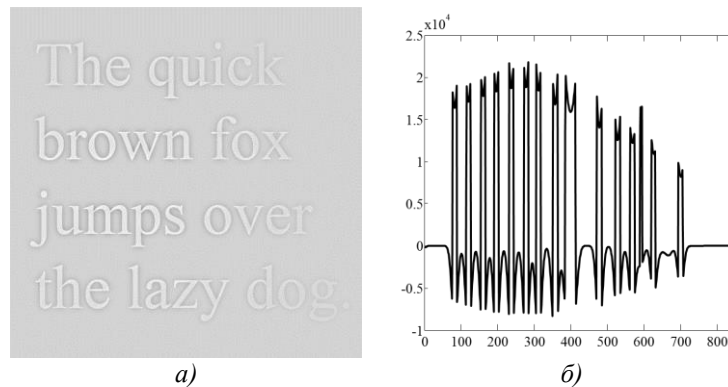 The quick
brown fox
jumps over
the lazy dog.
а)
x10⁴
2.5
2
1.5
1
0.5
0
-0.5
-1
0 100 200 300 400 500 600 700 800
б)